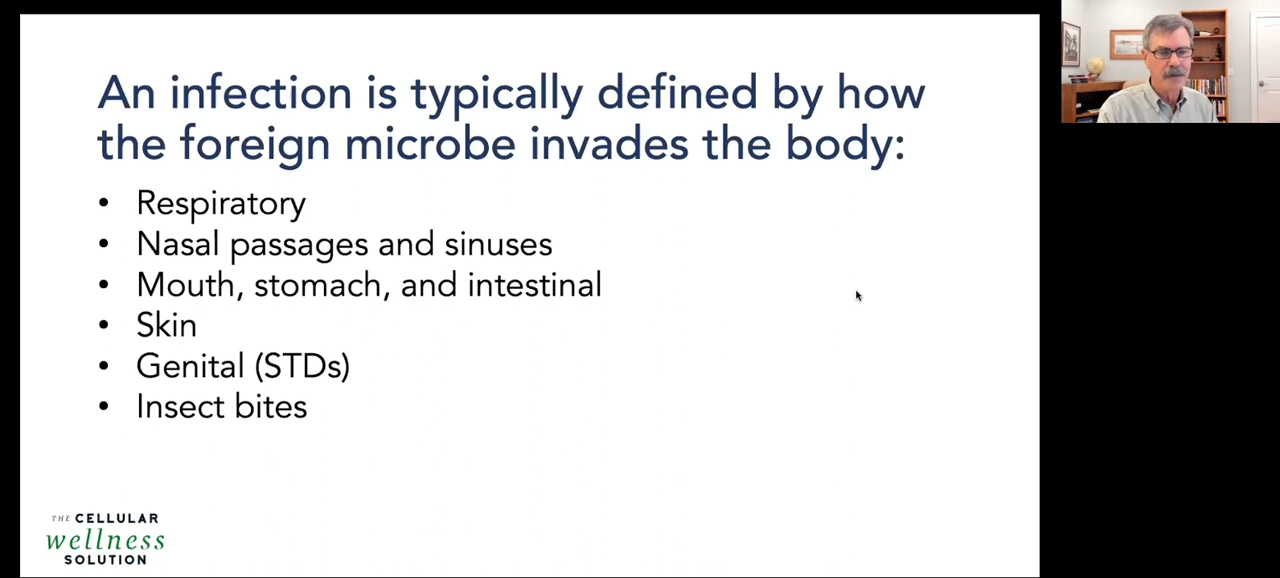 An infection is typically defined by how
the foreign microbe invades the body:
• Respiratory
• Nasal passages and sinuses
• Mouth, stomach, and intestinal
• Skin
• Genital (STDs)
• Insect bites
THE CELLULAR
wellness
SOLUTION